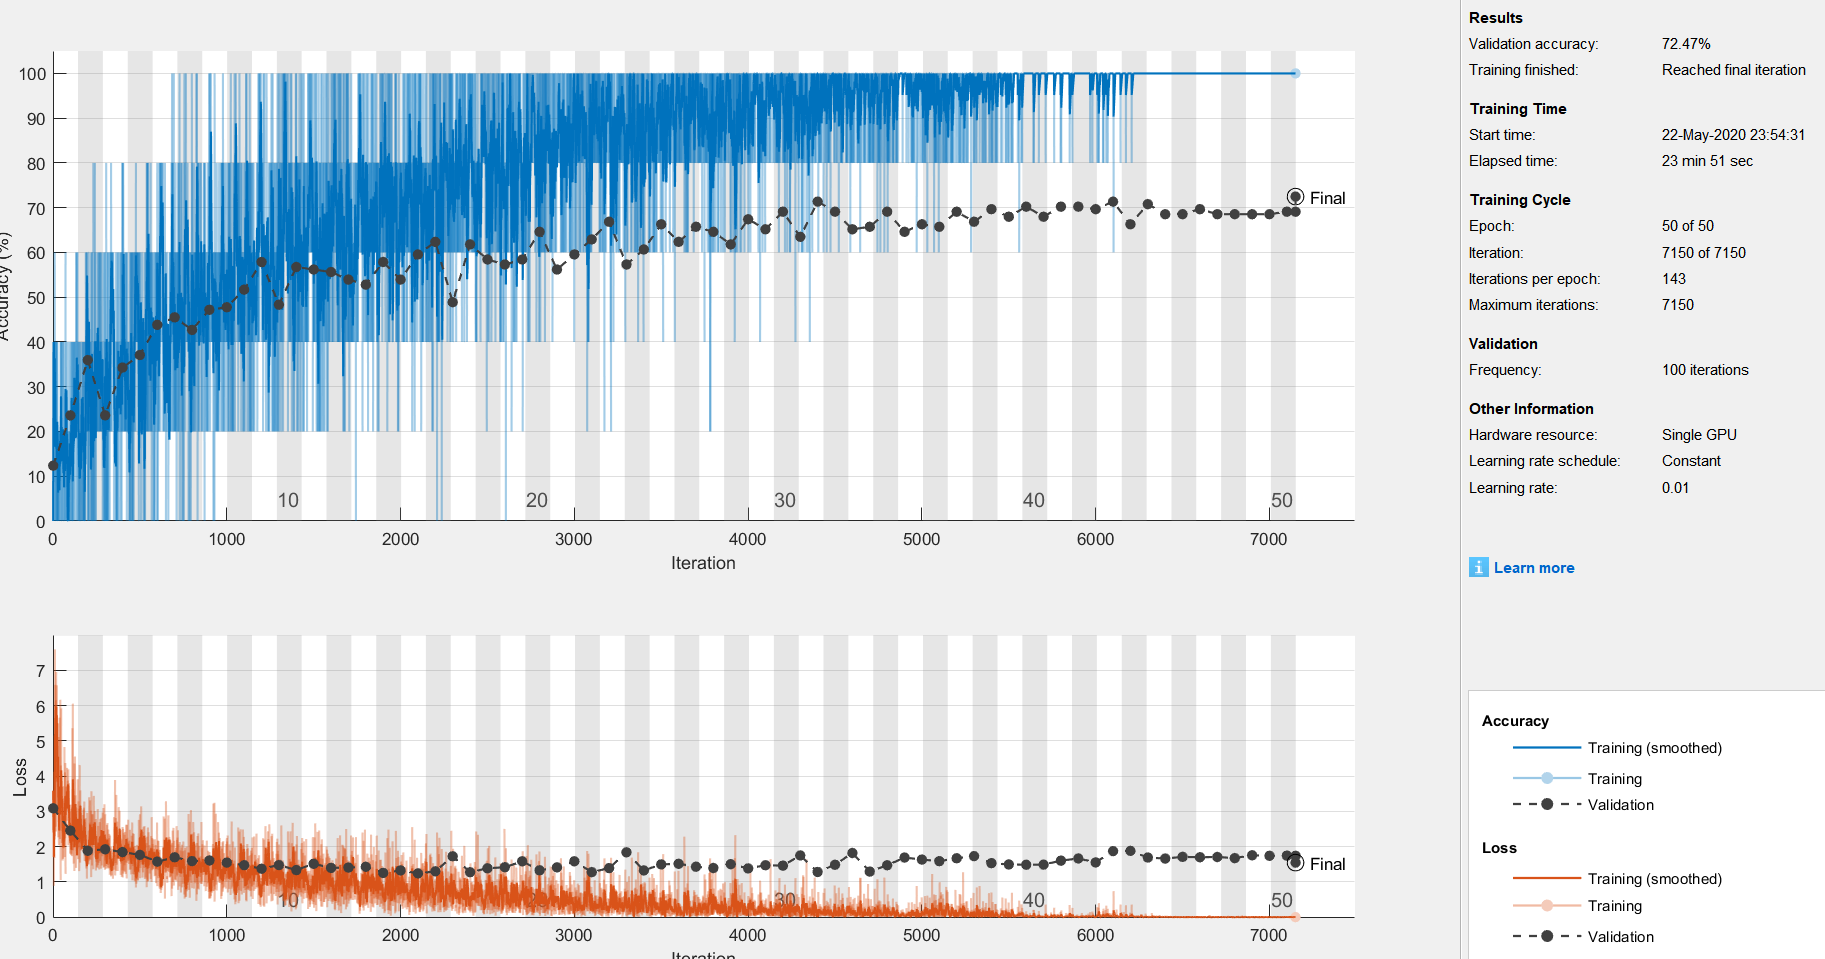 Accuracy (%)
100
90
80
70
60
50
40
30
20
10
0
Final
10 20 30 40 50
0 1000 2000 3000 4000 5000 6000 7000
Iteration
Loss
7
6
5
4
3
2
1
0
Final
10 30 40 50
0 1000 2000 3000 4000 5000 6000 7000
Iteration
Results
Validation accuracy: 72.47%
Training finished: Reached final iteration
Training Time
Start time: 22-May-2020 23:54:31
Elapsed time: 23 min 51 sec
Training Cycle
Epoch: 50 of 50
Iteration: 7150 of 7150
Iterations per epoch: 143
Maximum iterations: 7150
Validation
Frequency: 100 iterations
Other Information
Hardware resource: Single GPU
Learning rate schedule: Constant
Learning rate: 0.01
i Learn more
Accuracy
Training (smoothed)
Training
Validation
Loss
Training (smoothed)
Training
Validation